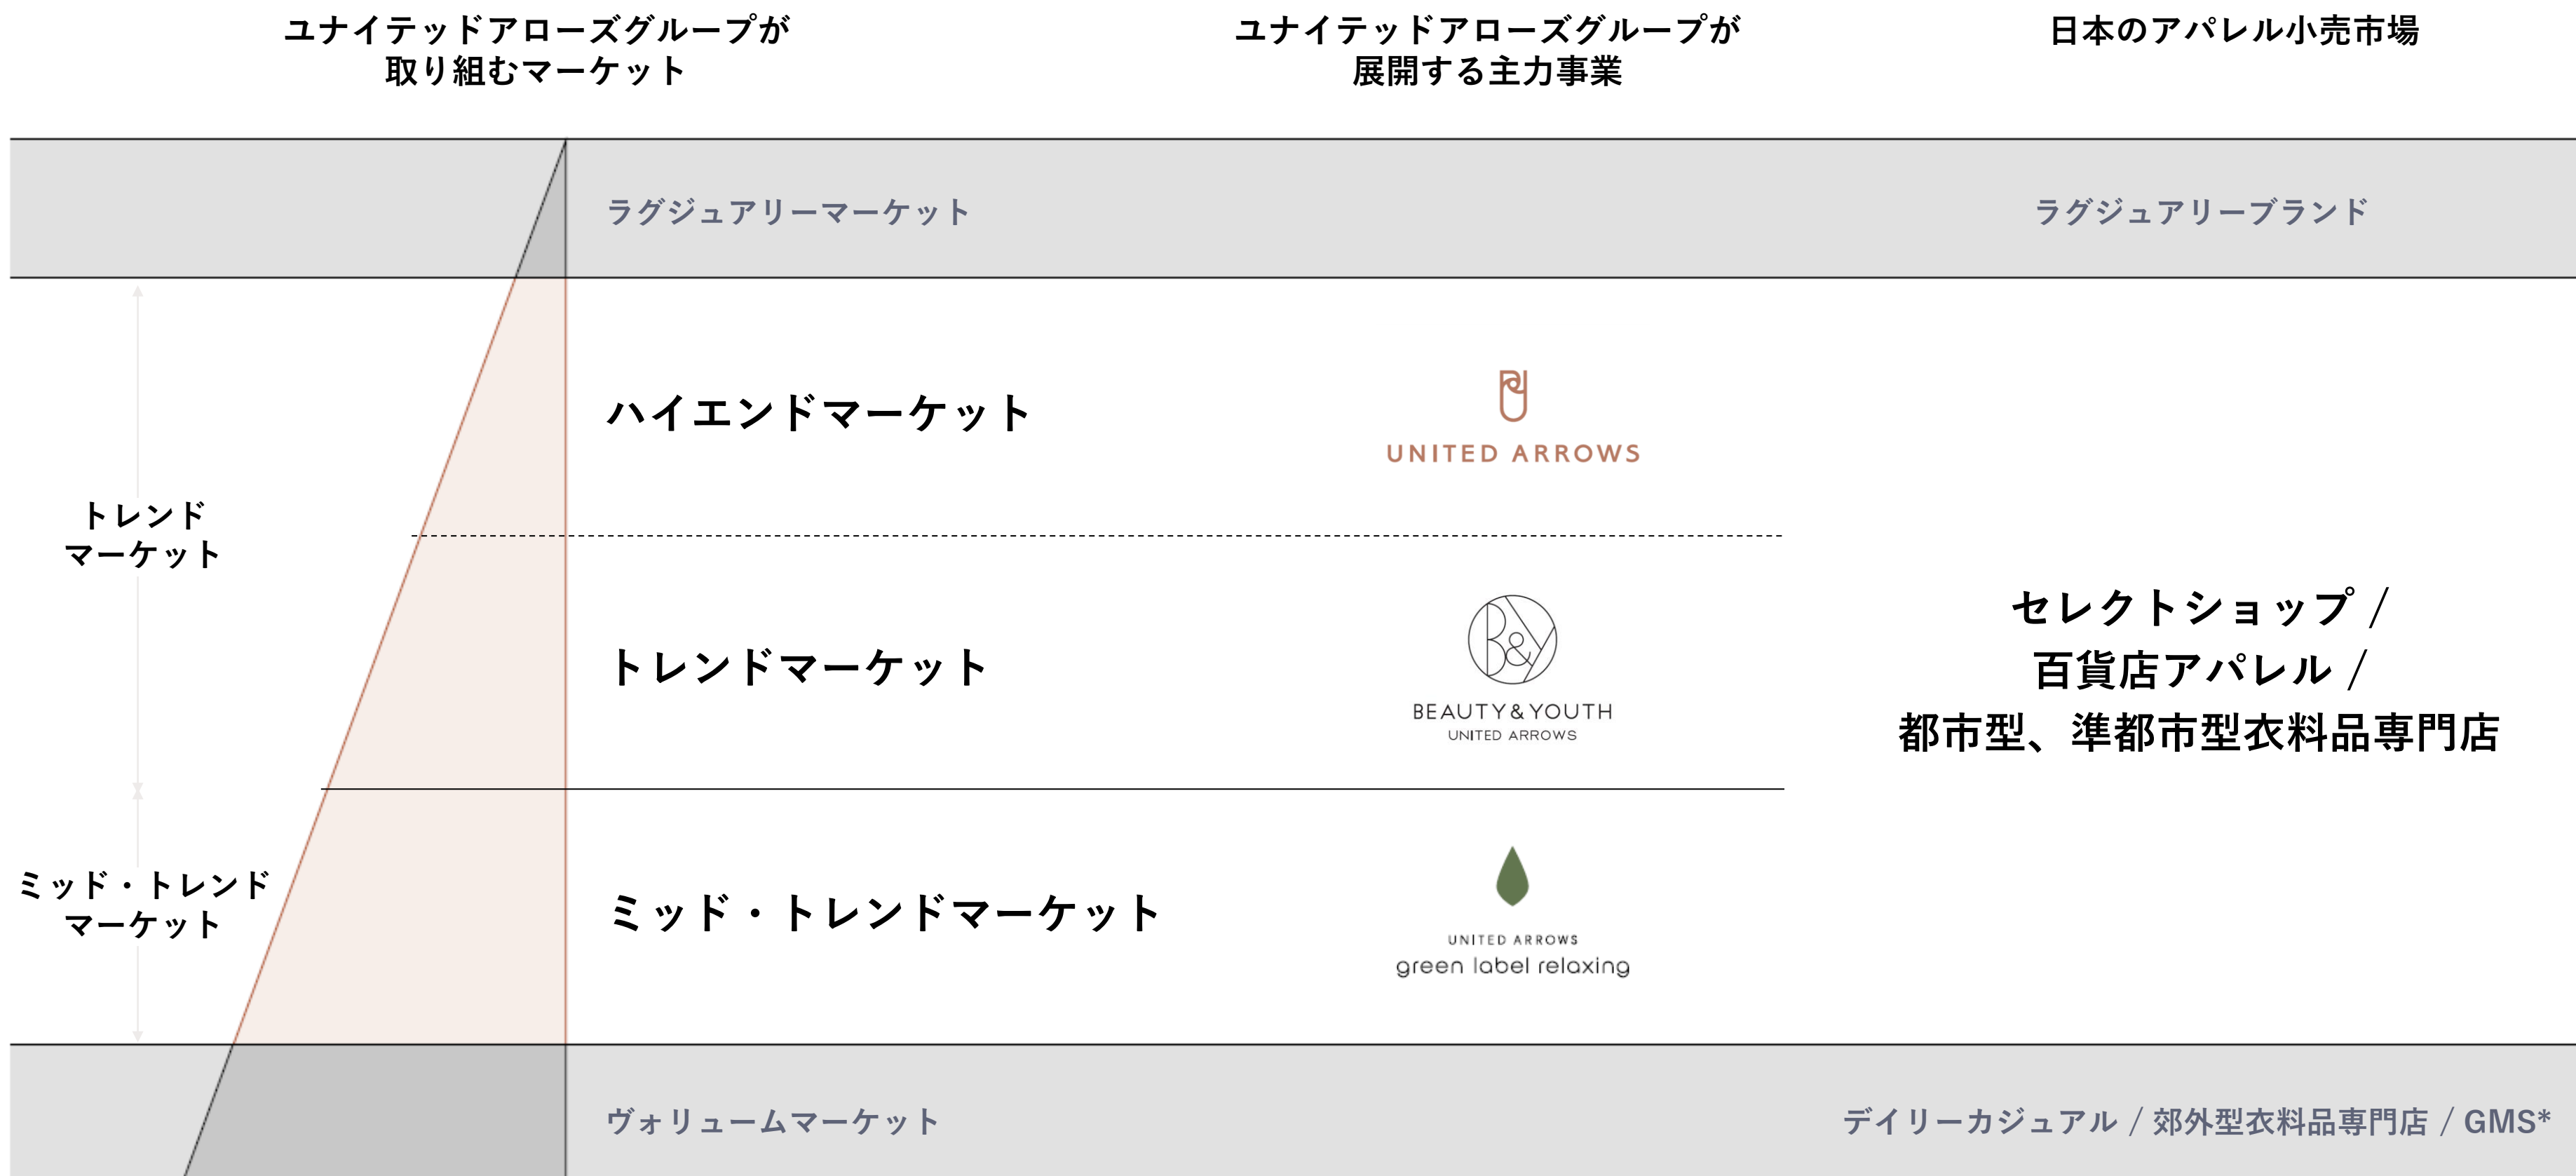 ユナイテッドアローズグループが
取り組むマーケット
ユナイテッドアローズグループが
展開する主力事業
日本のアパレル小売市場
ラグジュアリーマーケット
ラグジュアリーブランド
トレンド
マーケット
ハイエンドマーケット
UNITED ARROWS
トレンドマーケット
B&Y
BEAUTY&YOUTH
UNITED ARROWS
セレクトショップ /
百貨店アパレル /
都市型、準都市型衣料品専門店
ミッド・トレンド
マーケット
ミッド・トレンドマーケット
UNITED ARROWS
green label relaxing
ヴォリュームマーケット
デイリーカジュアル / 郊外型衣料品専門店 / GMS*